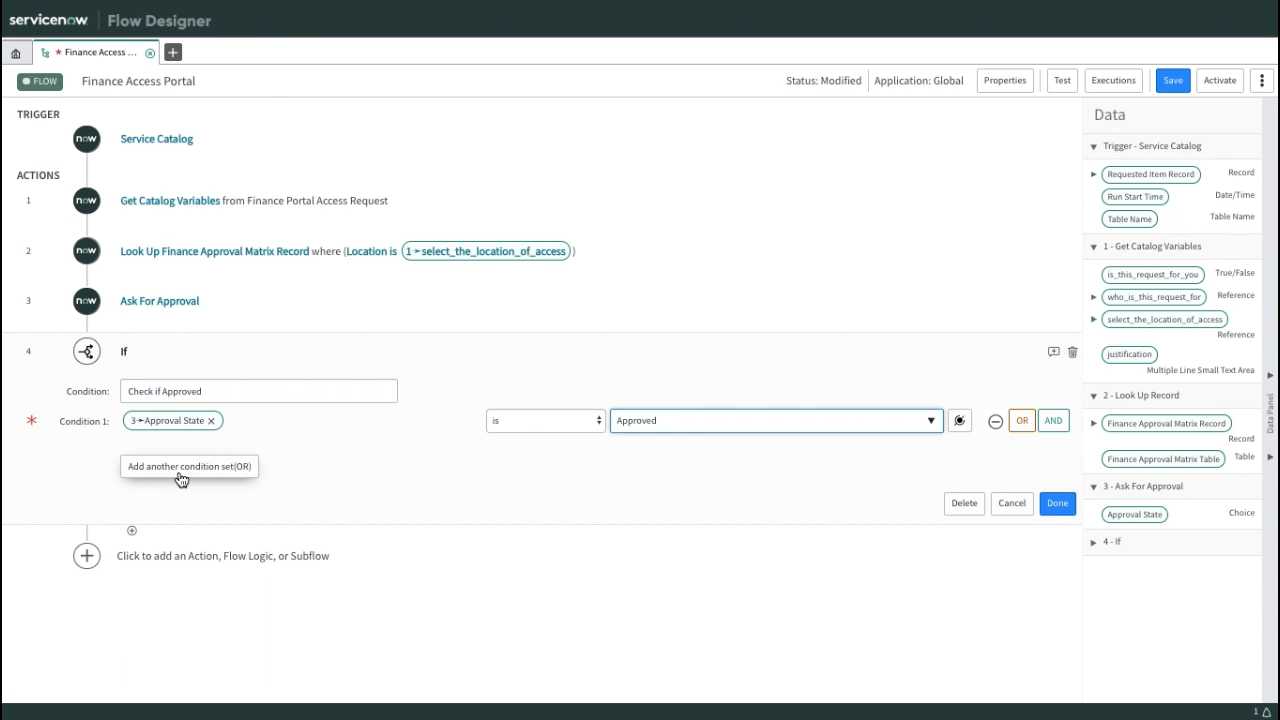 servicenow Flow Designer
* Finance Access ...
FLOW Finance Access Portal Status: Modified Application: Global Properties Test Executions Save Activate
TRIGGER
now Service Catalog
ACTIONS
1 now Get Catalog Variables from Finance Portal Access Request
2 now Look Up Finance Approval Matrix Record where (Location is 1 ➛ select_the_location_of_access )
3 now Ask For Approval
4 If
Condition: Check if Approved
* Condition 1: 3 ➛ Approval State is Approved OR AND
Add another condition set(OR)
Delete Cancel Done
Click to add an Action, Flow Logic, or Subflow
Data
Trigger - Service Catalog
Requested Item Record Record
Run Start Time Date/Time
Table Name Table Name
1 - Get Catalog Variables
is_this_request_for_you True/False
who_is_this_request_for Reference
select_the_location_of_access
Reference
justification
Multiple Line Small Text Area
2 - Look Up Record
Finance Approval Matrix Record
Record
Finance Approval Matrix Table Table
3 - Ask For Approval
Approval State Choice
4 - If
Data Panel
1